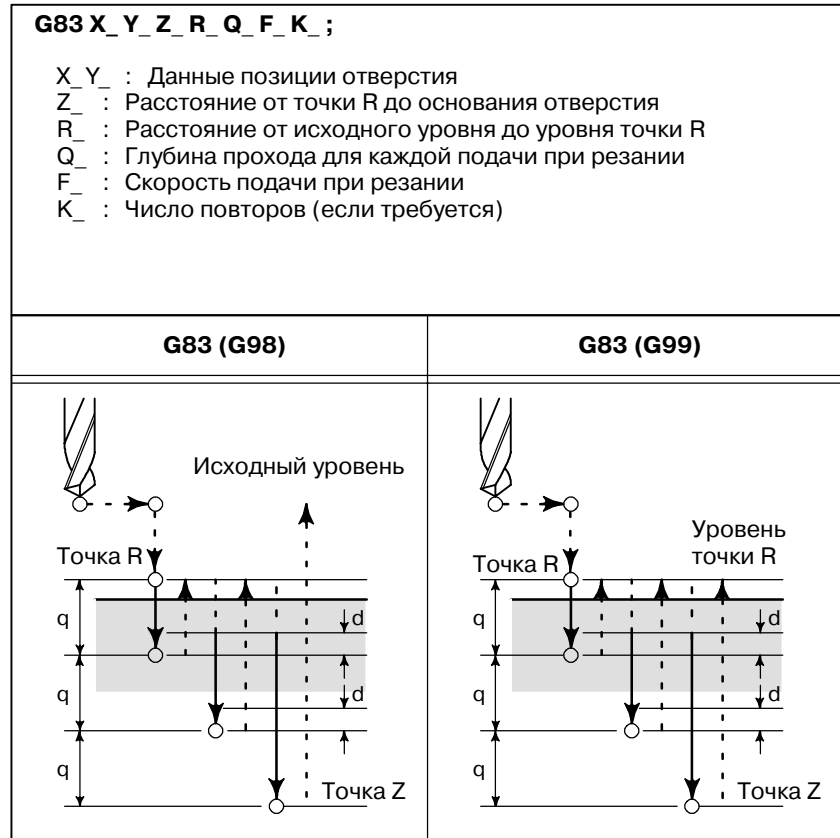 G83 X_ Y_ Z_ R_ Q_ F_ K_ ;
X_ Y_ : Данные позиции отверстия
Z_ : Расстояние от точки R до основания отверстия
R_ : Расстояние от исходного уровня до уровня точки R
Q_ : Глубина прохода для каждой подачи при резании
F_ : Скорость подачи при резании
K_ : Число повторов (если требуется)
G83 (G98)
G83 (G99)
Исходный уровень
Точка R
q
d
q
d
q
Точка Z
Уровень
точки R
Точка R
q
d
q
d
q
Точка Z